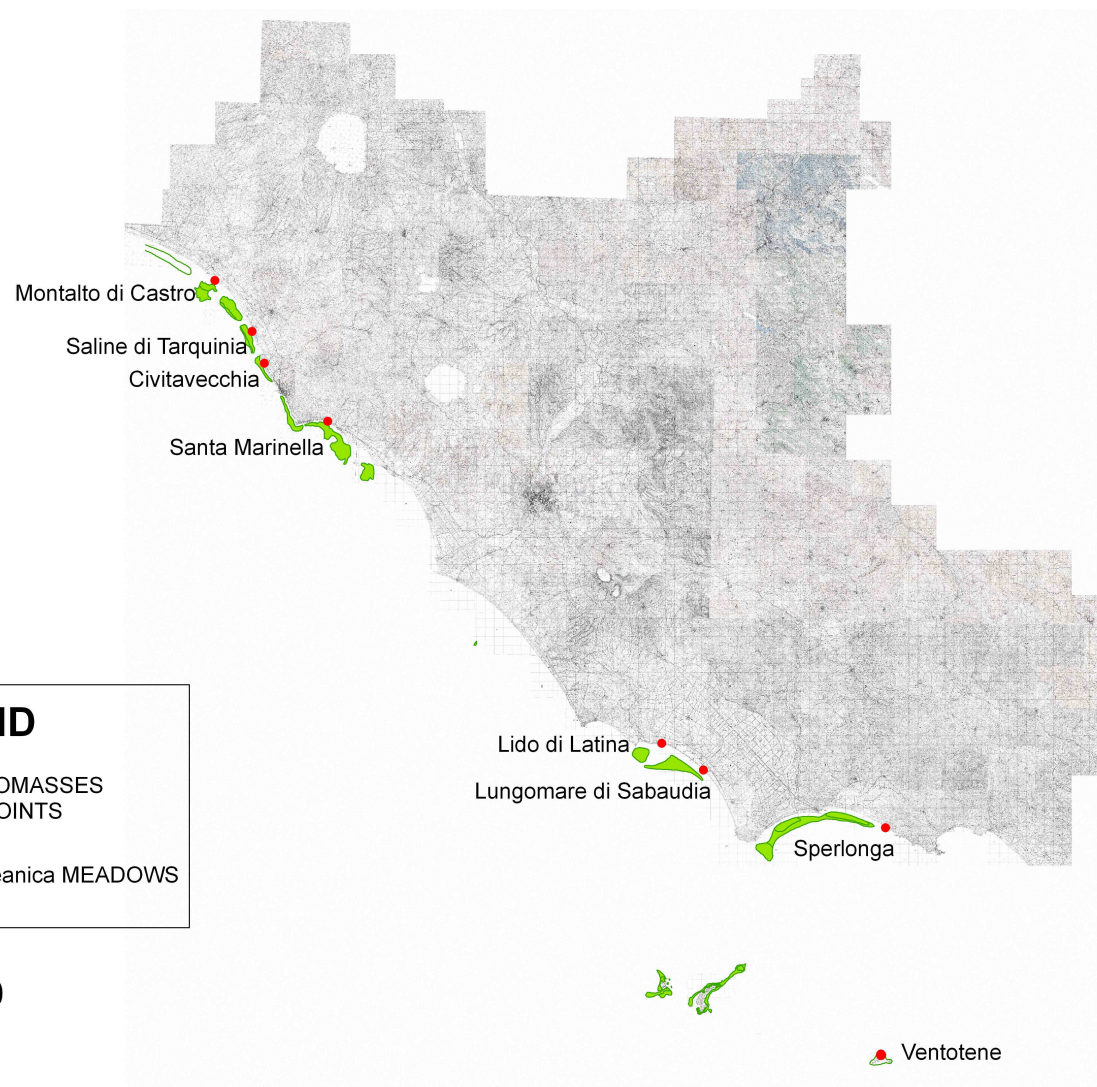 Montalto di Castro
Saline di Tarquinia
Civitavecchia
Santa Marinella
Lido di Latina
Lungomare di Sabaudia
Sperlonga
Ventotene
ND
OMASSES
OINTS
eanica MEADOWS